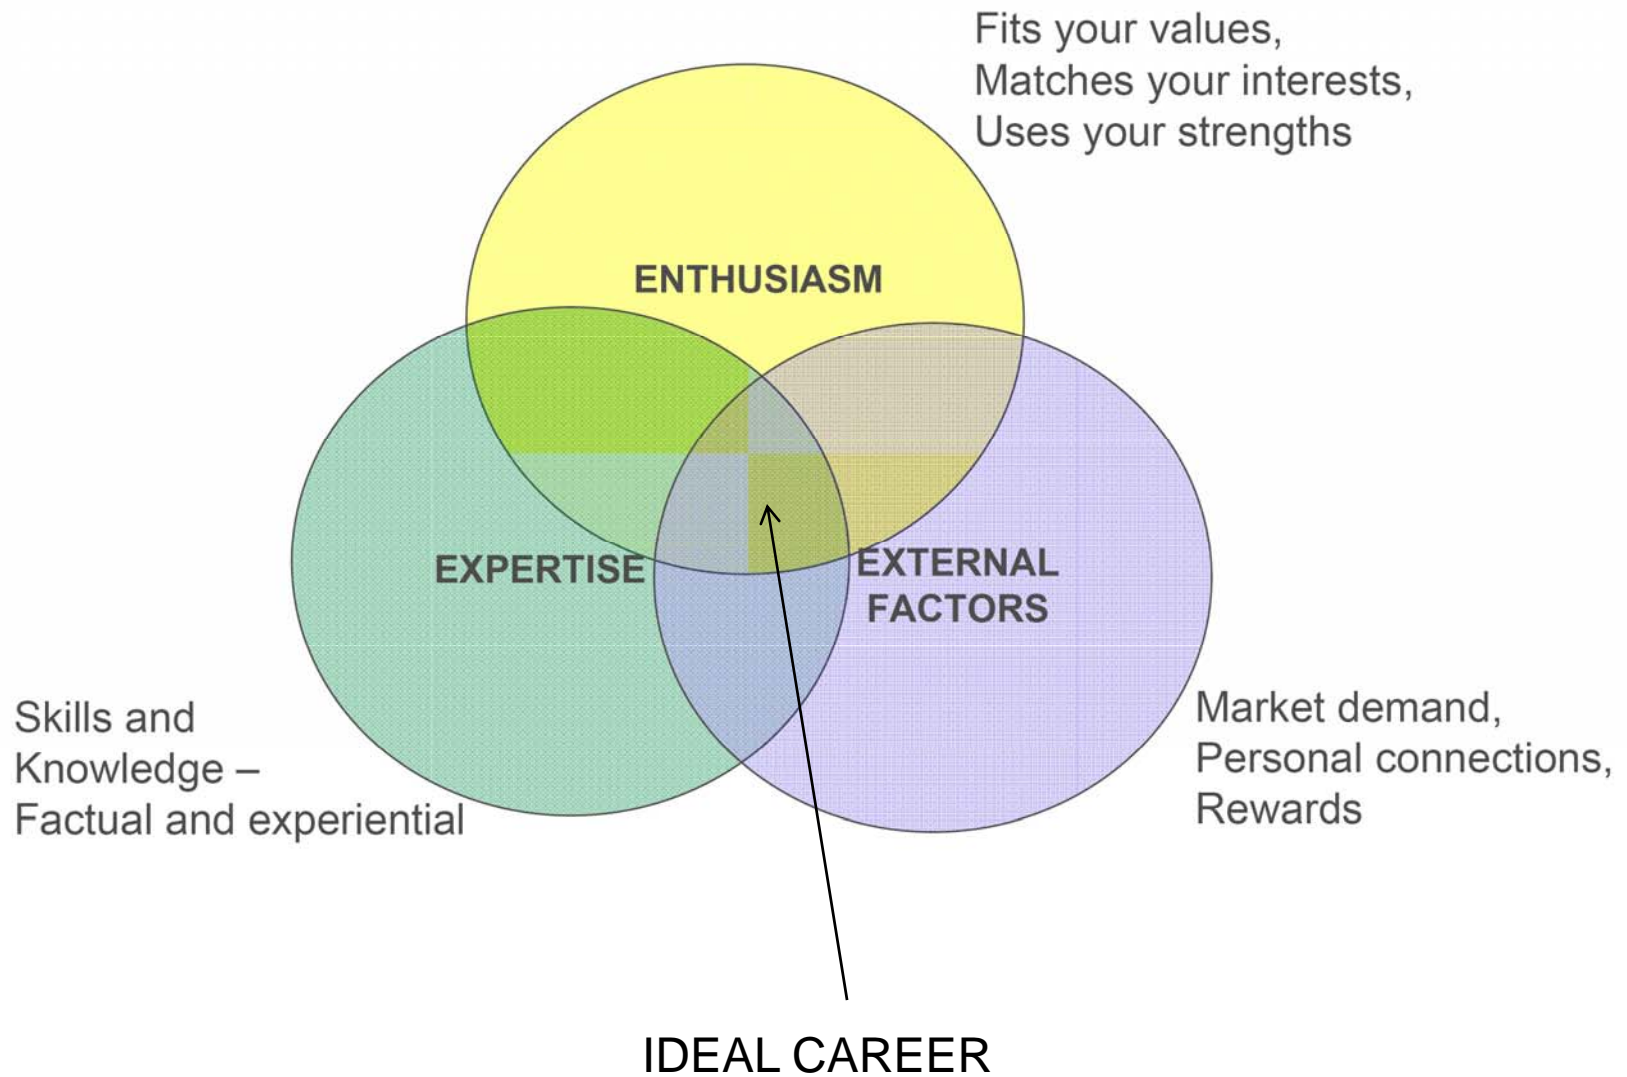 Fits your values,
Matches your interests,
Uses your strengths
ENTHUSIASM
EXPERTISE
EXTERNAL
FACTORS
Skills and
Knowledge –
Factual and experiential
Market demand,
Personal connections,
Rewards
IDEAL CAREER